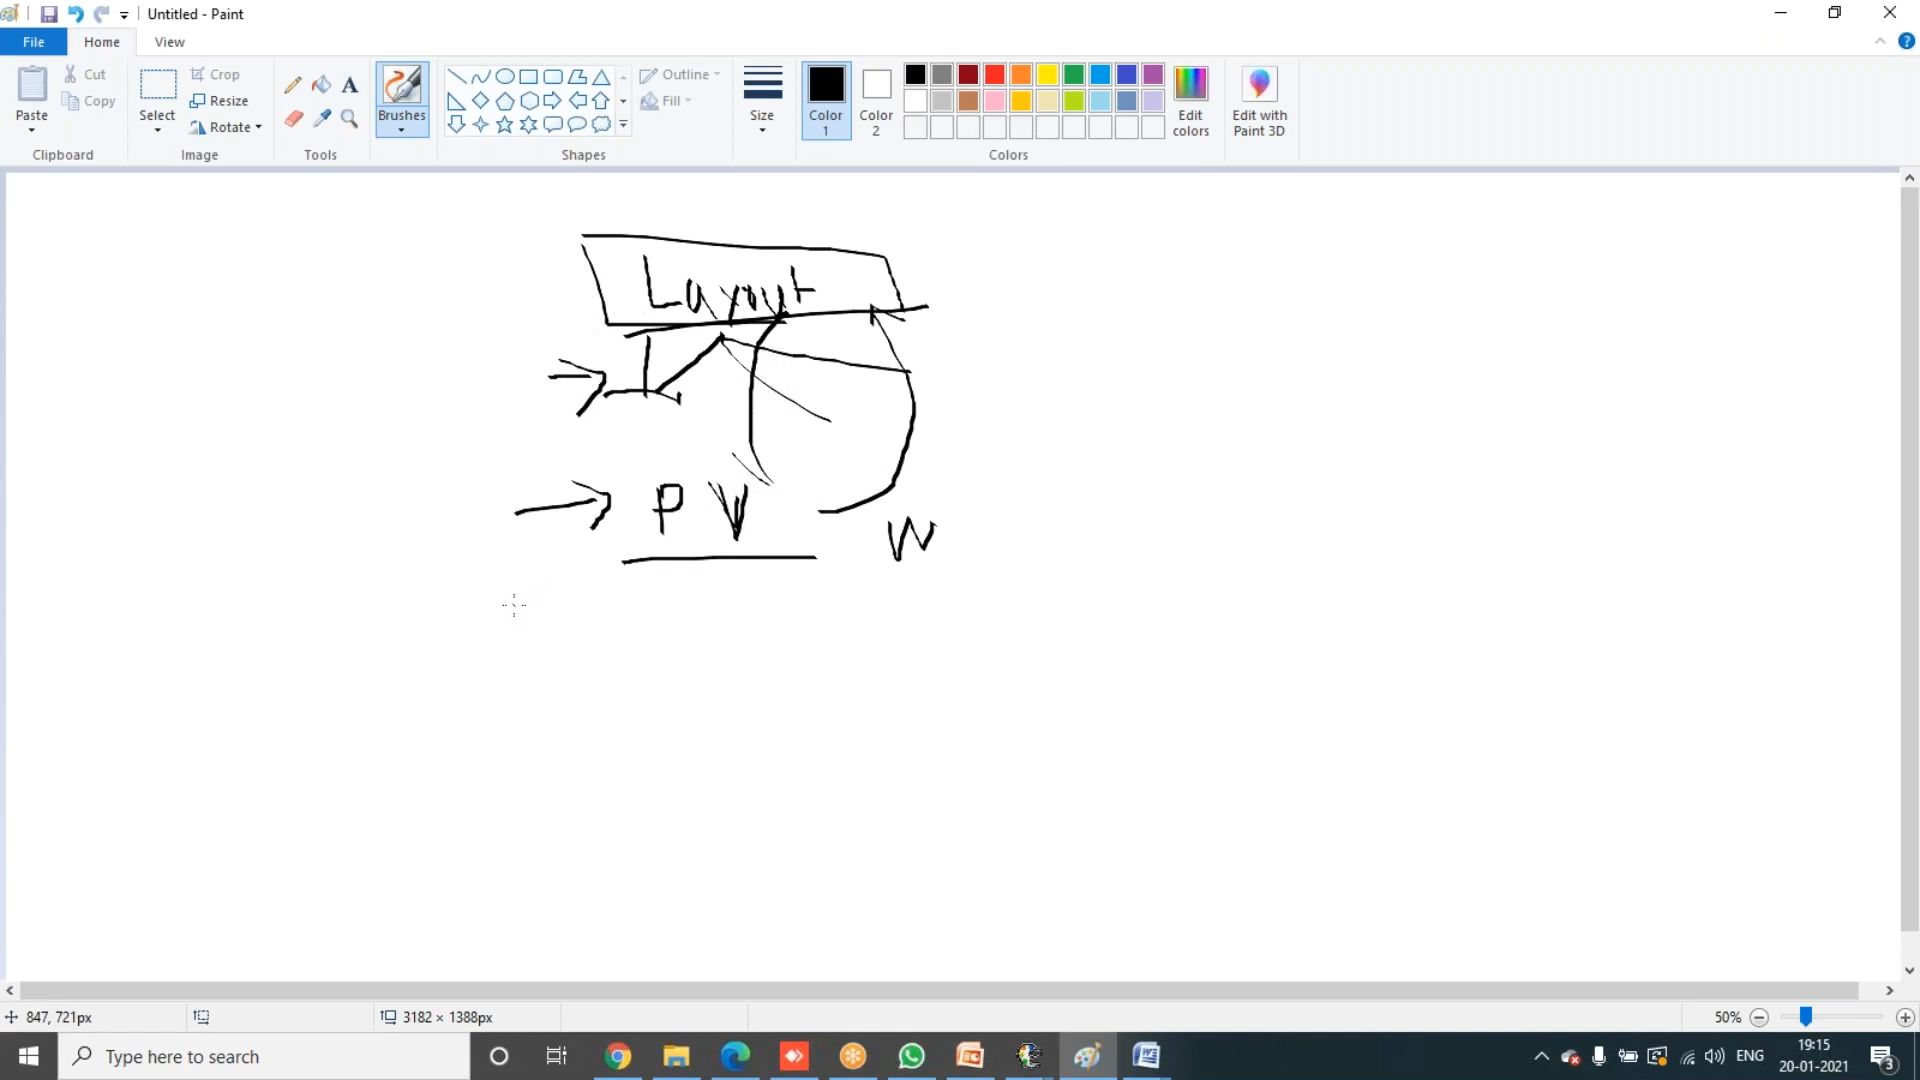 Untitled - Paint
File Home View
Cut
Copy
Paste
Clipboard
Select
Crop
Resize
Rotate
Image
Tools
A
Brushes
Shapes
Outline
Fill
Size
Color 1
Color 2
Colors
Edit colors
Edit with Paint 3D
Layout
P V
W
847, 721px
3182 × 1388px
50%
Type here to search
ENG
19:15
20-01-2021
3